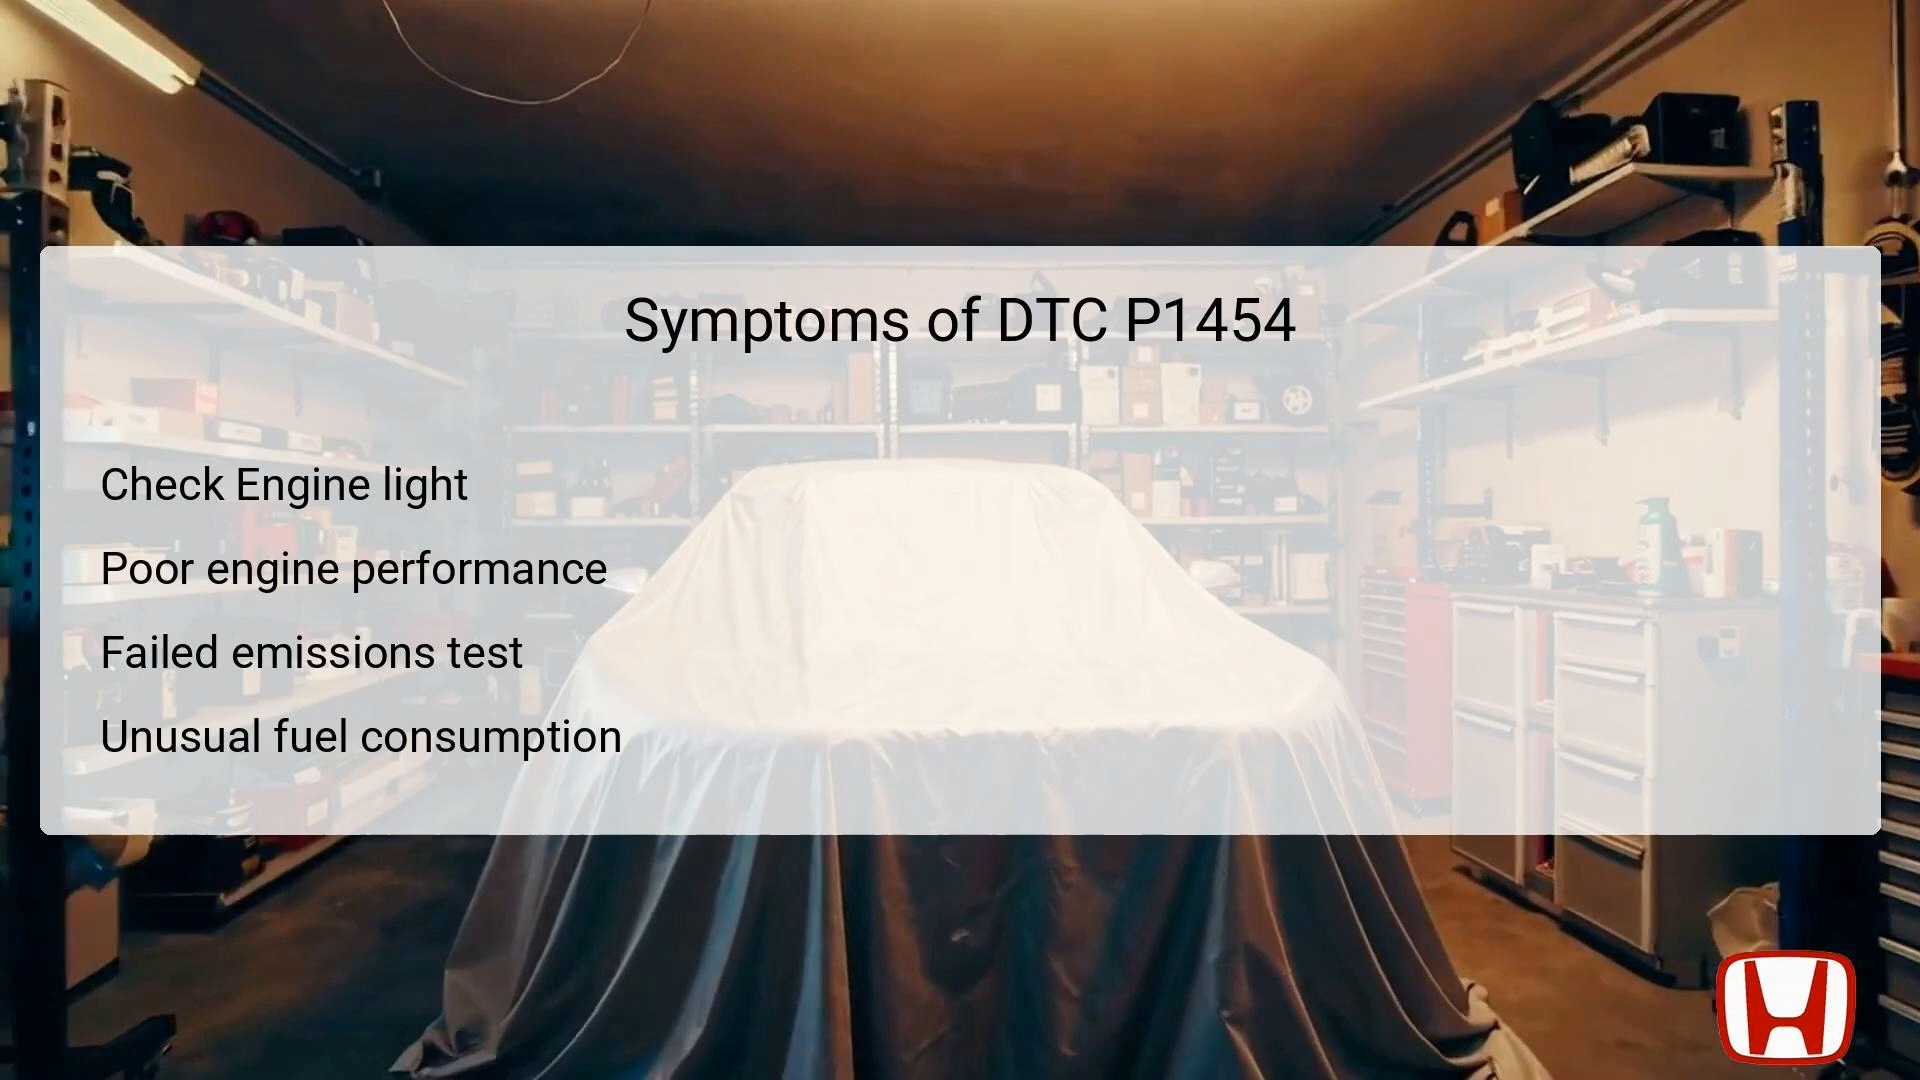 Symptoms of DTC P1454
Check Engine light
Poor engine performance
Failed emissions test
Unusual fuel consumption